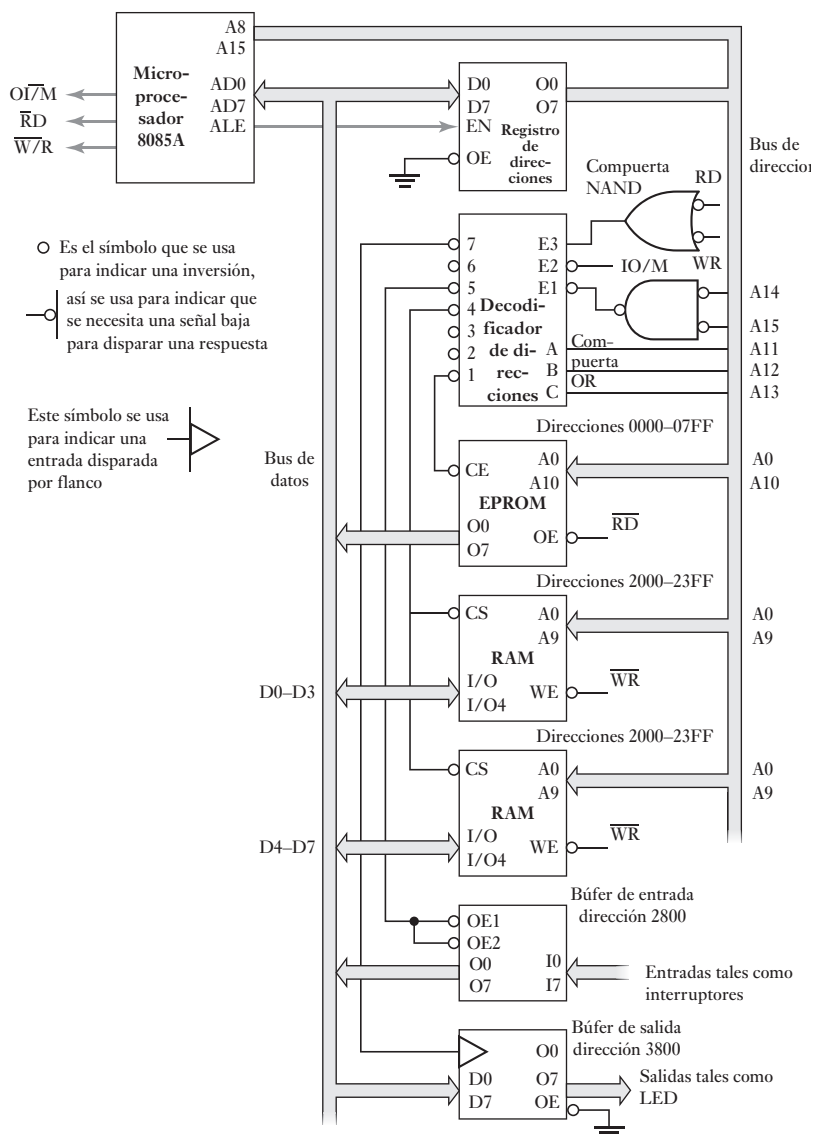 A8
A15
Micro-
proce-
sador
8085A
AD0
AD7
ALE
OI/M
RD
W/R
D0
D7
EN
OE
O0
O7
Registro
de
direc-
ciones
Bus de
direccion
Compuerta
NAND
RD
WR
Es el símbolo que se usa
para indicar una inversión,
así se usa para indicar que
se necesita una señal baja
para disparar una respuesta
Este símbolo se usa
para indicar una
entrada disparada
por flanco
7
6
5
4
3
2
1
E3
E2
E1
IO/M
Decodi-
ficador
de di-
rec-
ciones
A
B
C
Com-
puerta
OR
A14
A15
A11
A12
A13
Bus de
datos
Direcciones 0000–07FF
CE
A0
A10
EPROM
O0
O7
OE
RD
A0
A10
Direcciones 2000–23FF
CS
A0
A9
RAM
I/O
I/O4
WE
WR
A0
A9
D0–D3
Direcciones 2000–23FF
CS
A0
A9
RAM
I/O
I/O4
WE
WR
A0
A9
D4–D7
Búfer de entrada
dirección 2800
OE1
OE2
O0
O7
I0
I7
Entradas tales como
interruptores
Búfer de salida
dirección 3800
O0
D0
D7
O7
OE
Salidas tales como
LED